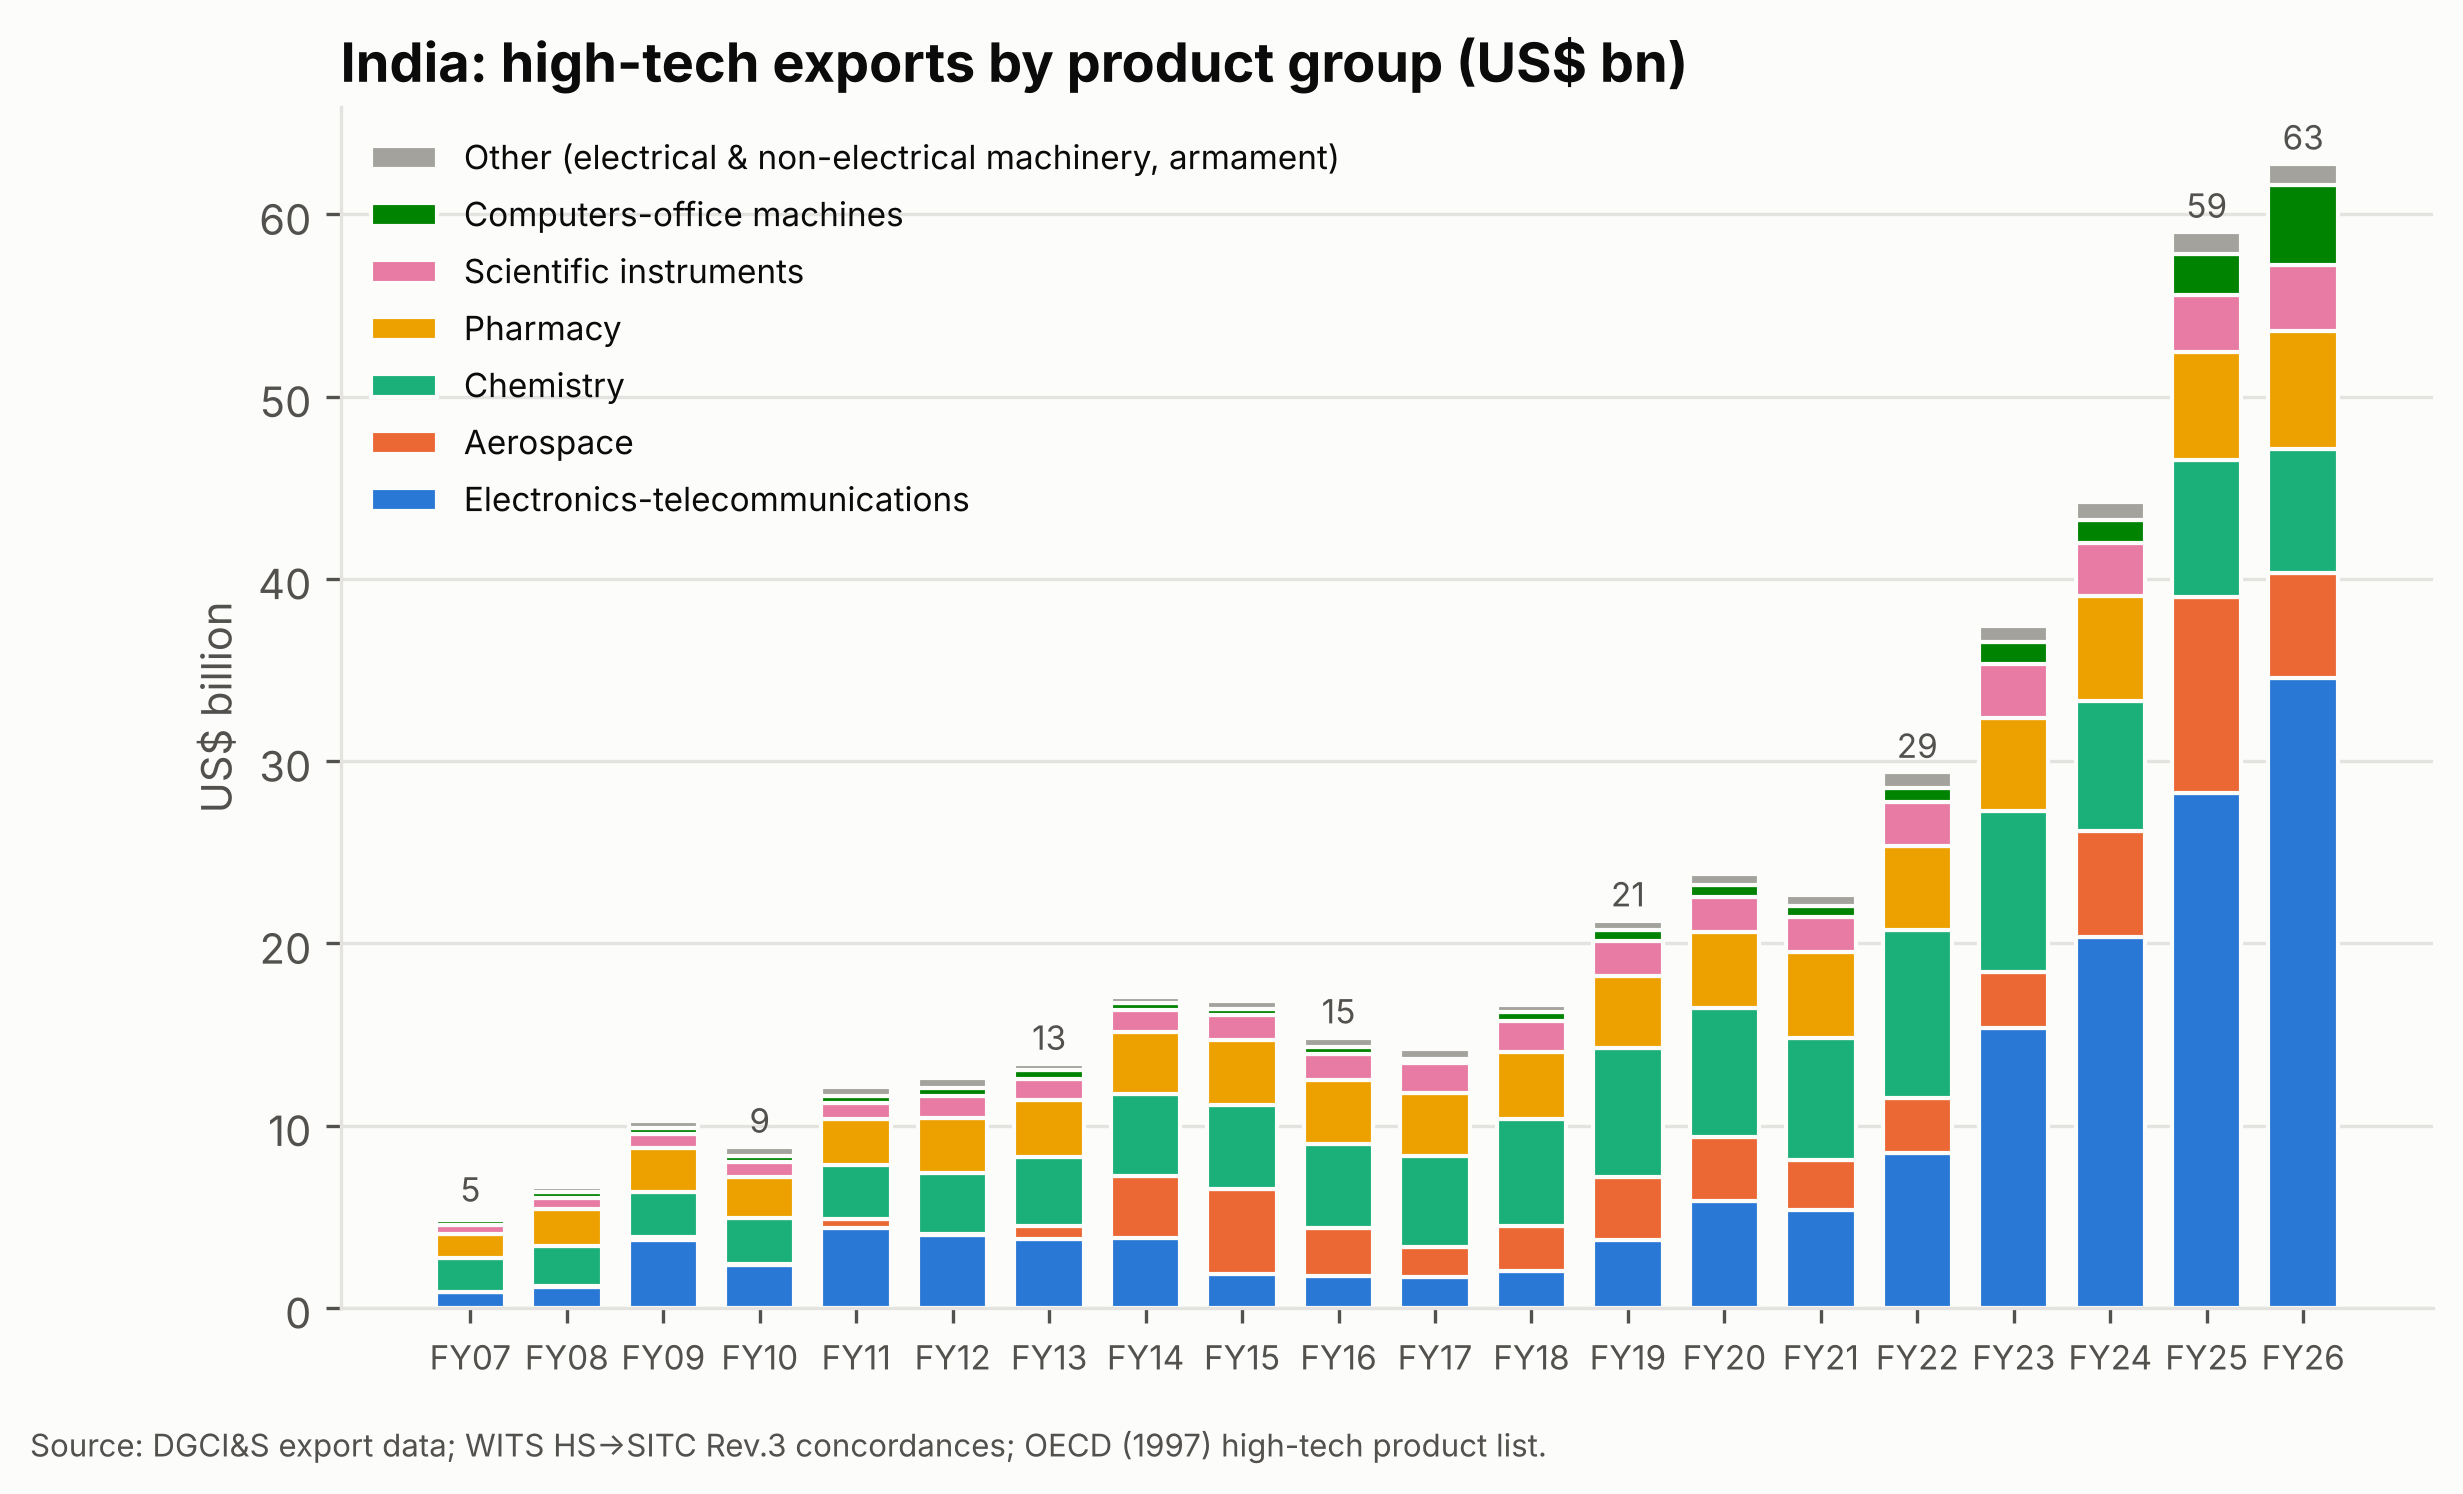 India: high-tech exports by product group (US$ bn)
Other (electrical & non-electrical machinery, armament)
Computers-office machines
Scientific instruments
Pharmacy
Chemistry
Aerospace
Electronics-telecommunications
US$ billion
60
50
40
30
20
10
0
5
9
13
15
21
29
59
63
FY07 FY08 FY09 FY10 FY11 FY12 FY13 FY14 FY15 FY16 FY17 FY18 FY19 FY20 FY21 FY22 FY23 FY24 FY25 FY26
Source: DGCI&S export data; WITS HS→SITC Rev.3 concordances; OECD (1997) high-tech product list.